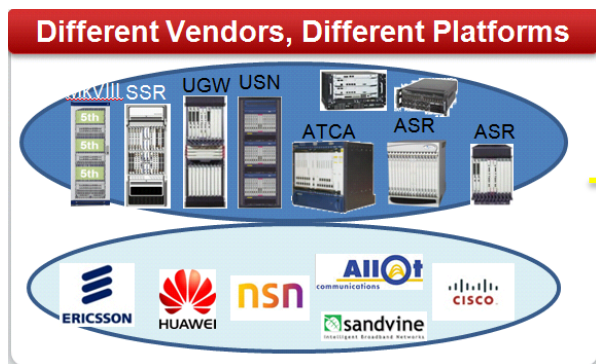 Different Vendors, Different Platforms
MkVIII SSR UGW USN
ATCA ASR ASR
5th
5th
5th
ERICSSON
HUAWEI
nsn
Allot
communications
sandvine
Intelligent Broadband Networks
CISCO.